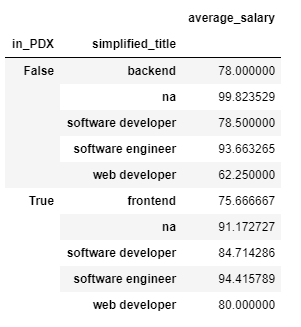 average_salary
in_PDX simplified_title
False backend 78.000000
na 99.823529
software developer 78.500000
software engineer 93.663265
web developer 62.250000
True frontend 75.666667
na 91.172727
software developer 84.714286
software engineer 94.415789
web developer 80.000000